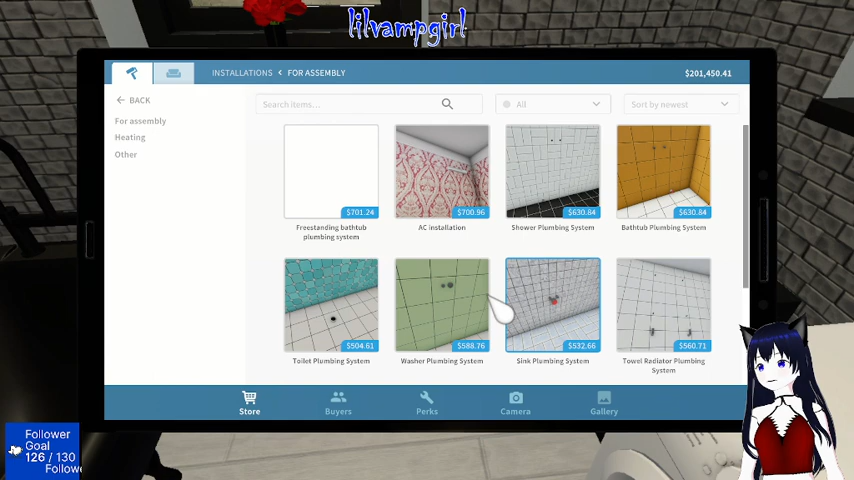 lilvampgirl
INSTALLATIONS < FOR ASSEMBLY
$201,450.41
← BACK
Search items...
All
Sort by newest
For assembly
Heating
Other
$701.24
$700.96
$630.84
$630.84
Freestanding bathtub
plumbing system
AC installation
Shower Plumbing System
Bathtub Plumbing System
$504.61
$588.76
$532.66
$560.71
Toilet Plumbing System
Washer Plumbing System
Sink Plumbing System
Towel Radiator Plumbing
System
Store
Buyers
Perks
Camera
Gallery
Follower
Goal
126 / 130
Follow